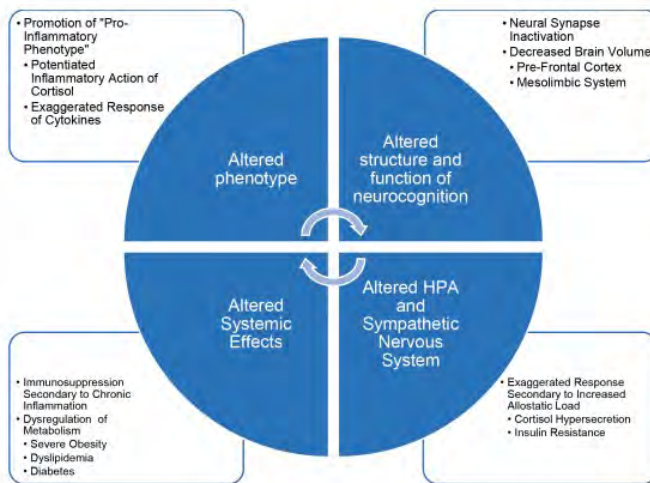 • Promotion of "Pro-
Inflammatory
Phenotype"
• Potentiated
Inflammatory Action of
Cortisol
• Exaggerated Response
of Cytokines
• Neural Synapse
Inactivation
• Decreased Brain Volume
• Pre-Frontal Cortex
• Mesolimbic System
Altered
phenotype
Altered
structure and
function of
neurocognition
Altered
Systemic
Effects
Altered HPA
and
Sympathetic
Nervous
System
• Immunosuppression
Secondary to Chronic
Inflammation
• Dysregulation of
Metabolism
• Severe Obesity
• Dyslipidemia
• Diabetes
• Exaggerated Response
Secondary to Increased
Allostatic Load
• Cortisol Hypersecretion
• Insulin Resistance